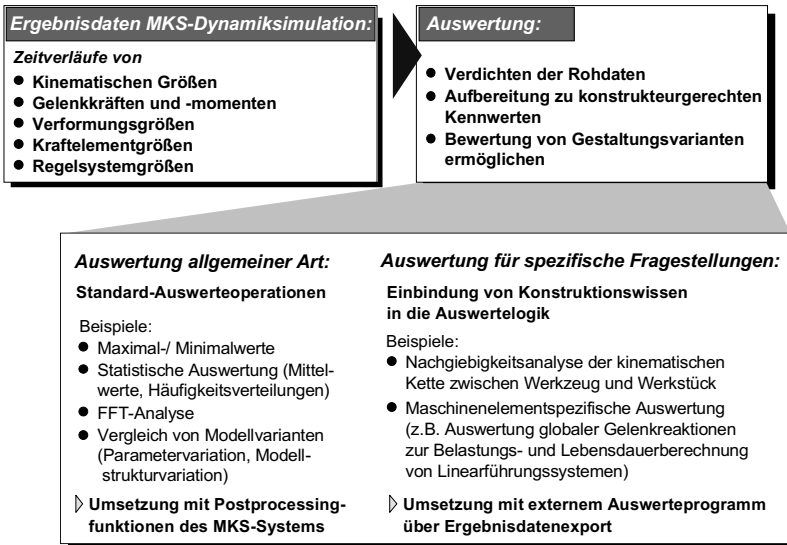 Ergebnisdaten MKS-Dynamiksimulation:
Zeitverläufe von
● Kinematischen Größen
● Gelenkkräften und -momenten
● Verformungsgrößen
● Kraftelementgrößen
● Regelsystemgrößen
Auswertung:
● Verdichten der Rohdaten
● Aufbereitung zu konstrukteurgerechten
Kennwerten
● Bewertung von Gestaltungsvarianten
ermöglichen
Auswertung allgemeiner Art:
Standard-Auswerteoperationen
Beispiele:
● Maximal-/ Minimalwerte
● Statistische Auswertung (Mittel-
werte, Häufigkeitsverteilungen)
● FFT-Analyse
● Vergleich von Modellvarianten
(Parametervariation, Modell-
strukturvariation)
Umsetzung mit Postprocessing-
funktionen des MKS-Systems
Auswertung für spezifische Fragestellungen:
Einbindung von Konstruktionswissen
in die Auswertelogik
Beispiele:
● Nachgiebigkeitsanalyse der kinematischen
Kette zwischen Werkzeug und Werkstück
● Maschinenelementspezifische Auswertung
(z.B. Auswertung globaler Gelenkreaktionen
zur Belastungs- und Lebensdauerberechnung
von Linearführungssystemen)
Umsetzung mit externem Auswerteprogramm
über Ergebnisdatenexport